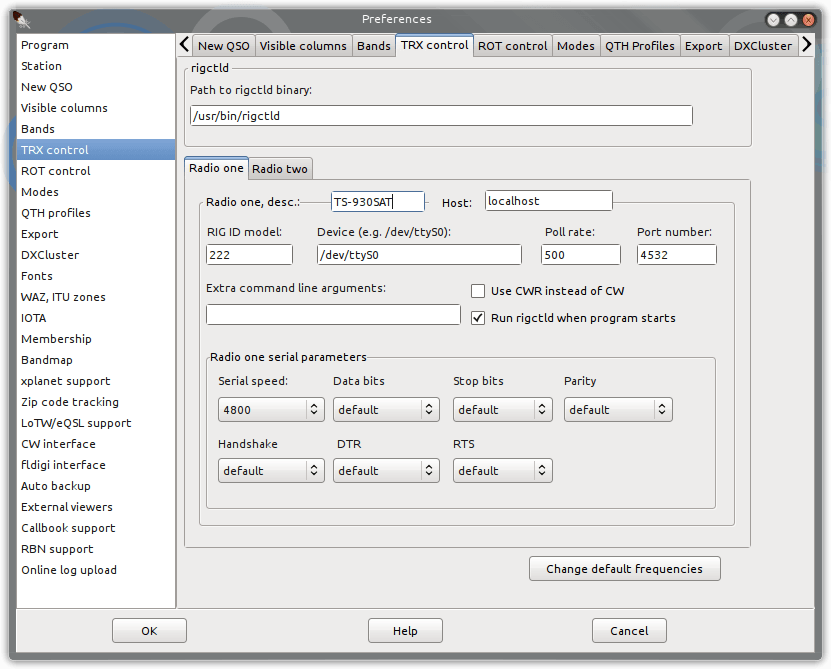 Preferences
Program
Station
New QSO
Visible columns
Bands
TRX control
ROT control
Modes
QTH profiles
Export
DXCluster
Fonts
WAZ, ITU zones
IOTA
Membership
Bandmap
xplanet support
Zip code tracking
LoTW/eQSL support
CW interface
fldigi interface
Auto backup
External viewers
Callbook support
RBN support
Online log upload
New QSO Visible columns Bands TRX control ROT control Modes QTH Profiles Export DXCluster
rigctld
Path to rigctld binary:
/usr/bin/rigctld
Radio one Radio two
Radio one, desc.: TS-930SAT Host: localhost
RIG ID model: Device (e.g. /dev/ttyS0): Poll rate: Port number:
222 /dev/ttyS0 500 4532
Extra command line arguments: Use CWR instead of CW
Run rigctld when program starts
Radio one serial parameters
Serial speed: Data bits Stop bits Parity
4800 default default default
Handshake DTR RTS
default default default
Change default frequencies
OK Help Cancel